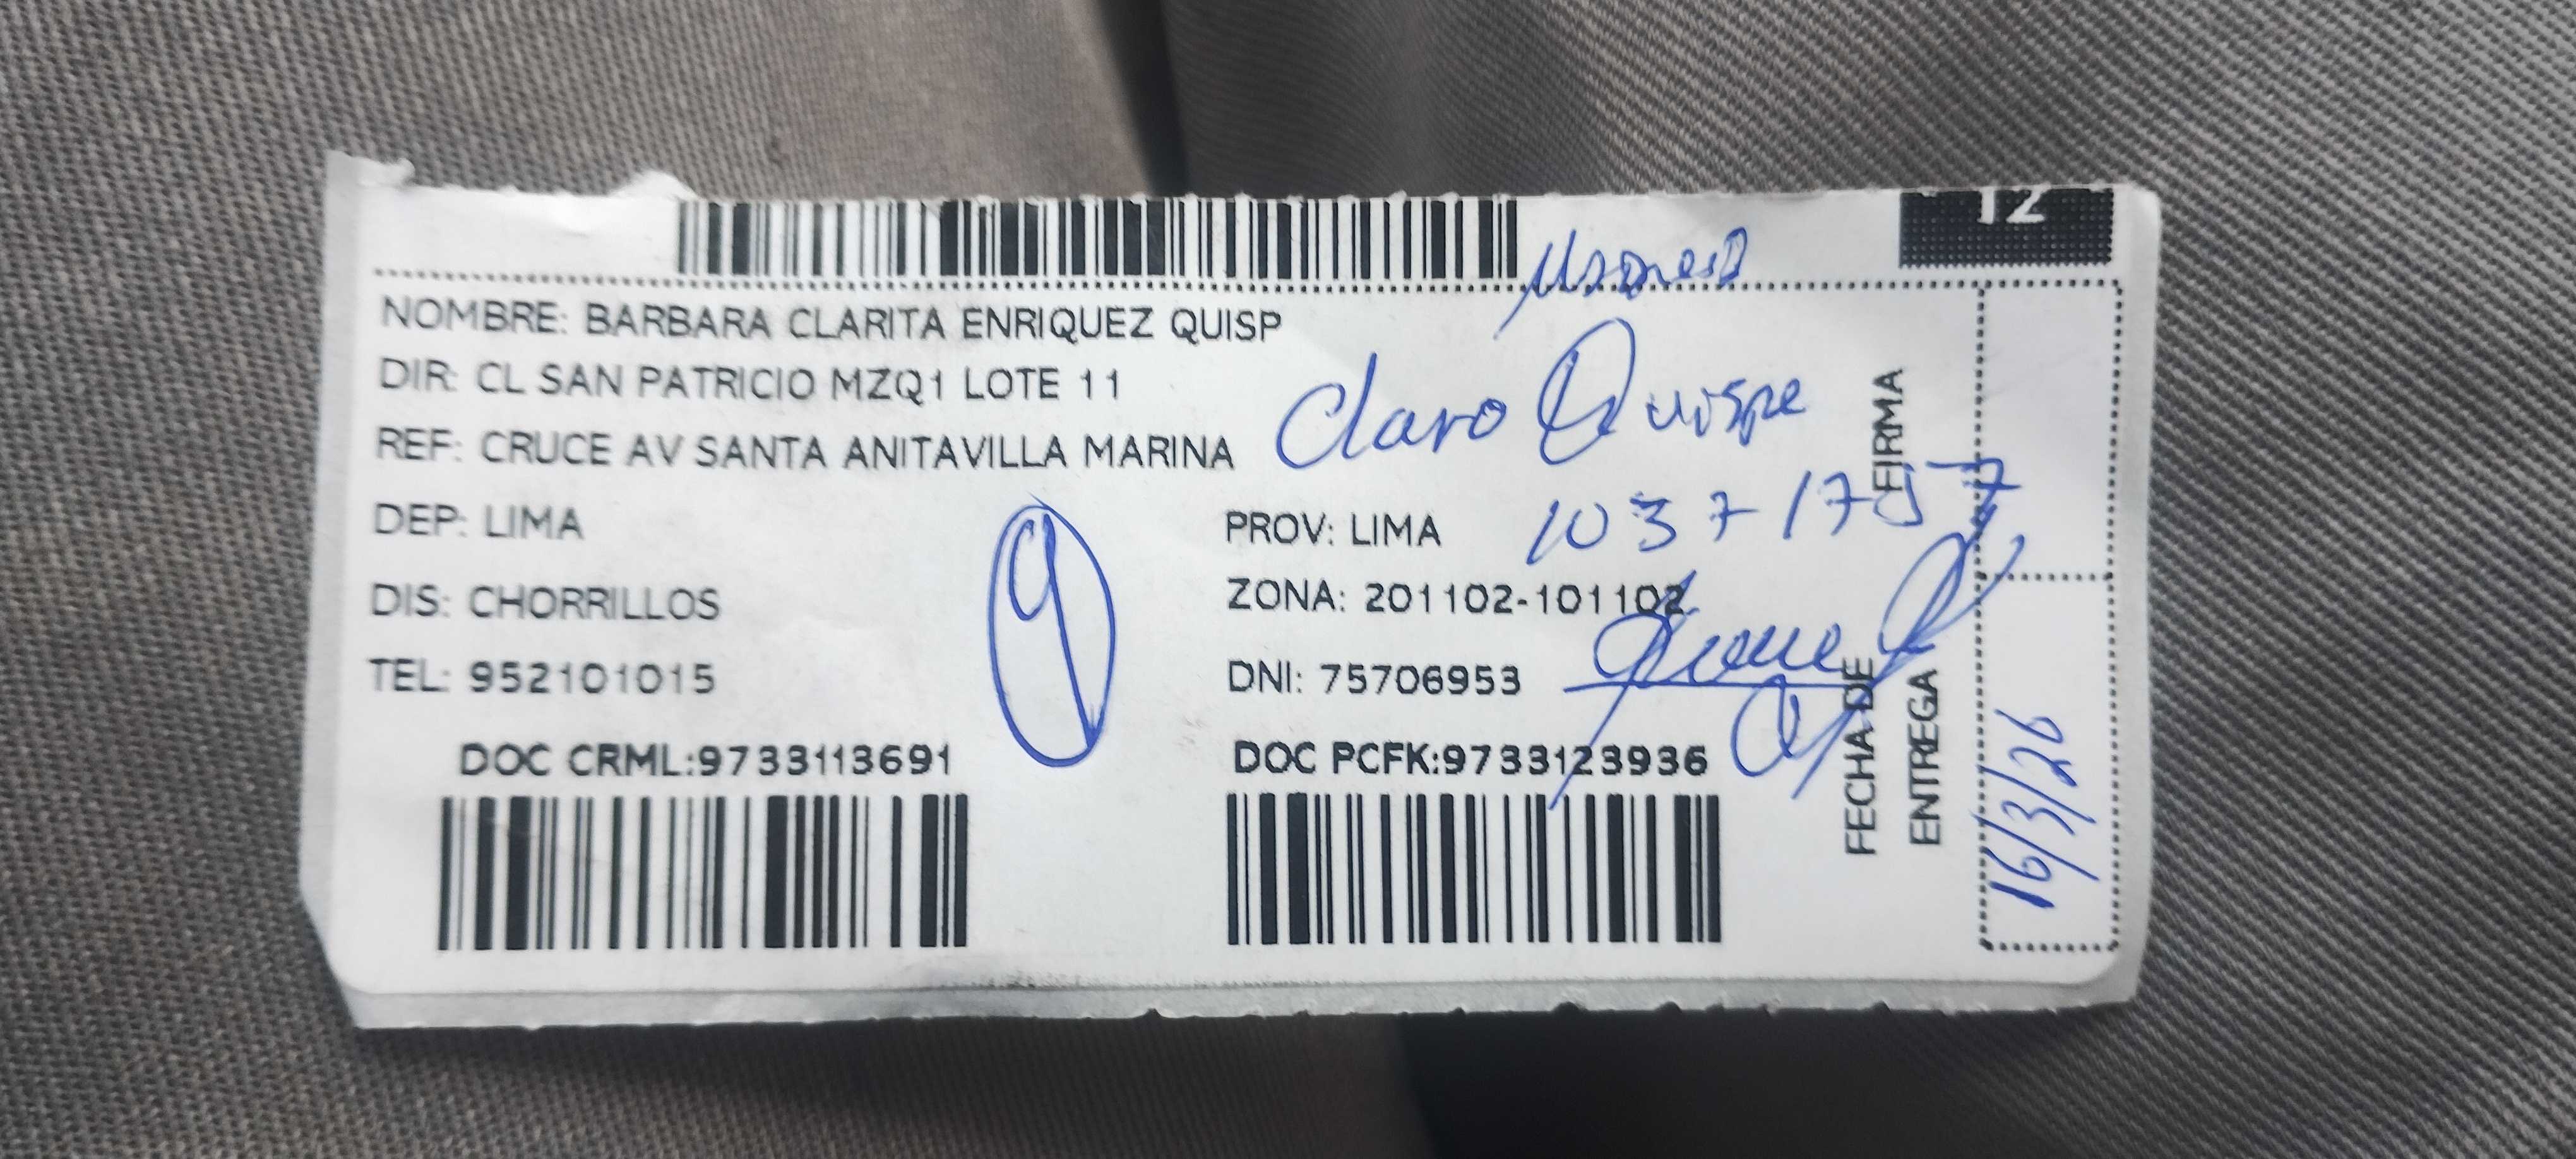 12
NOMBRE: BARBARA CLARITA ENRIQUEZ QUISP
DIR: CL SAN PATRICIO MZQ1 LOTE 11
Claro Quispe
REF: CRUCE AV SANTA ANITAVILLA MARINA
FIRMA
DEP: LIMA
9
PROV: LIMA
ZONA: 201102-101102
DIS: CHORRILLOS
TEL: 952101015
DNI: 75706953
DOC CRML:9733113691
DOC PCFK:9733123936
FECHA DE
ENTREGA
16/3/26